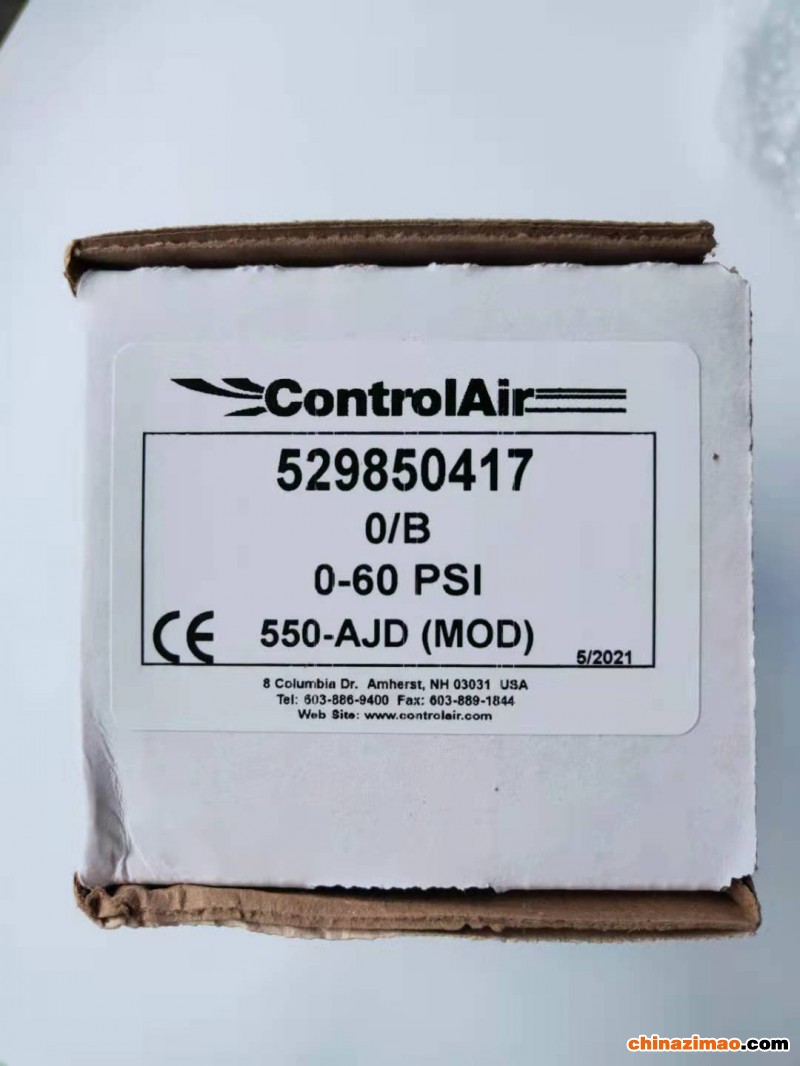 ControlAir
529850417
0/B
0-60 PSI
CE 550-AJD (MOD)
5/2021
8 Columbia Dr. Amherst, NH 03031 USA
Tel: 603-886-9400 Fax: 603-889-1844
Web Site: www.controlair.com
chinazimao.com